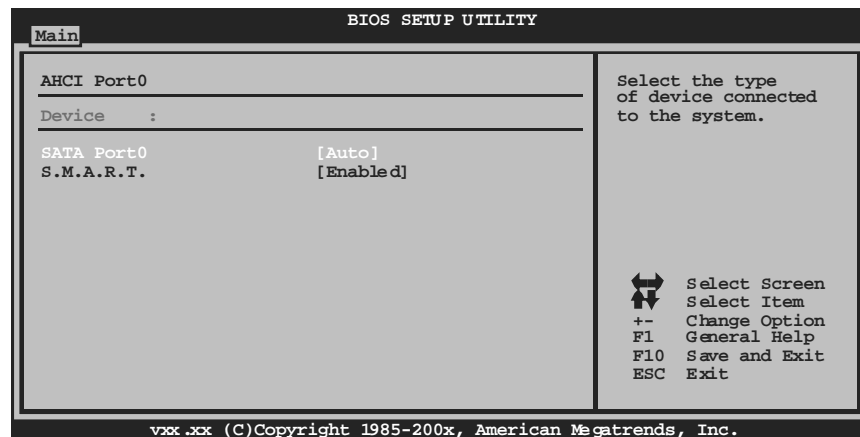 BIOS SETUP UTILITY
Main
AHCI Port0
Device :
SATA Port0 [Auto]
S.M.A.R.T. [Enabled]
Select the type
of device connected
to the system.
Select Screen
Select Item
+- Change Option
F1 General Help
F10 Save and Exit
ESC Exit
vxx.xx (C)Copyright 1985-200x, American Megatrends, Inc.